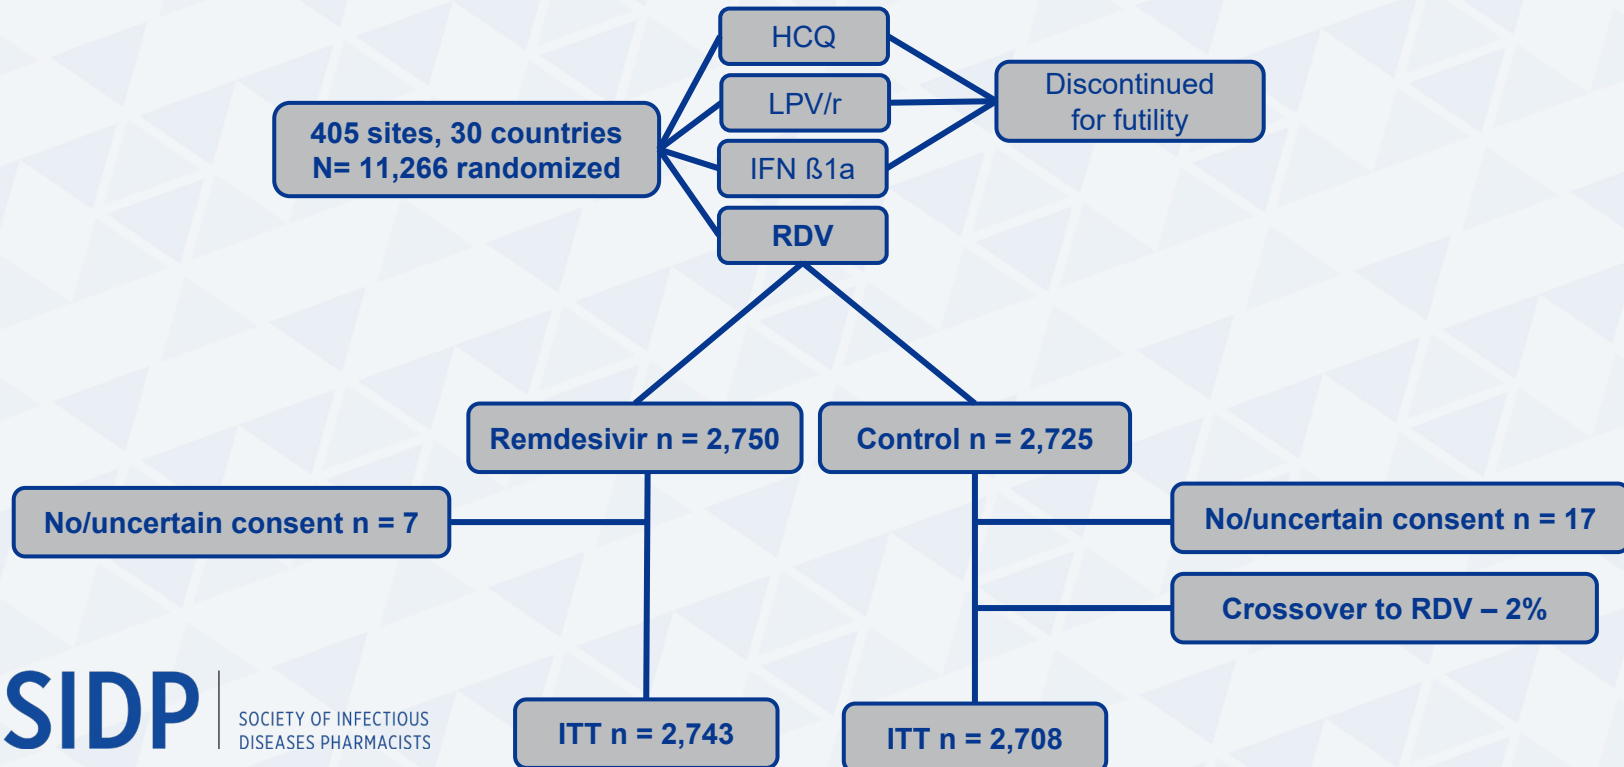 HCQ
LPV/r
IFN ß1a
RDV
Discontinued
for futility
405 sites, 30 countries
N= 11,266 randomized
Remdesivir n = 2,750
Control n = 2,725
No/uncertain consent n = 7
No/uncertain consent n = 17
Crossover to RDV – 2%
ITT n = 2,743
ITT n = 2,708
SIDP
SOCIETY OF INFECTIOUS
DISEASES PHARMACISTS